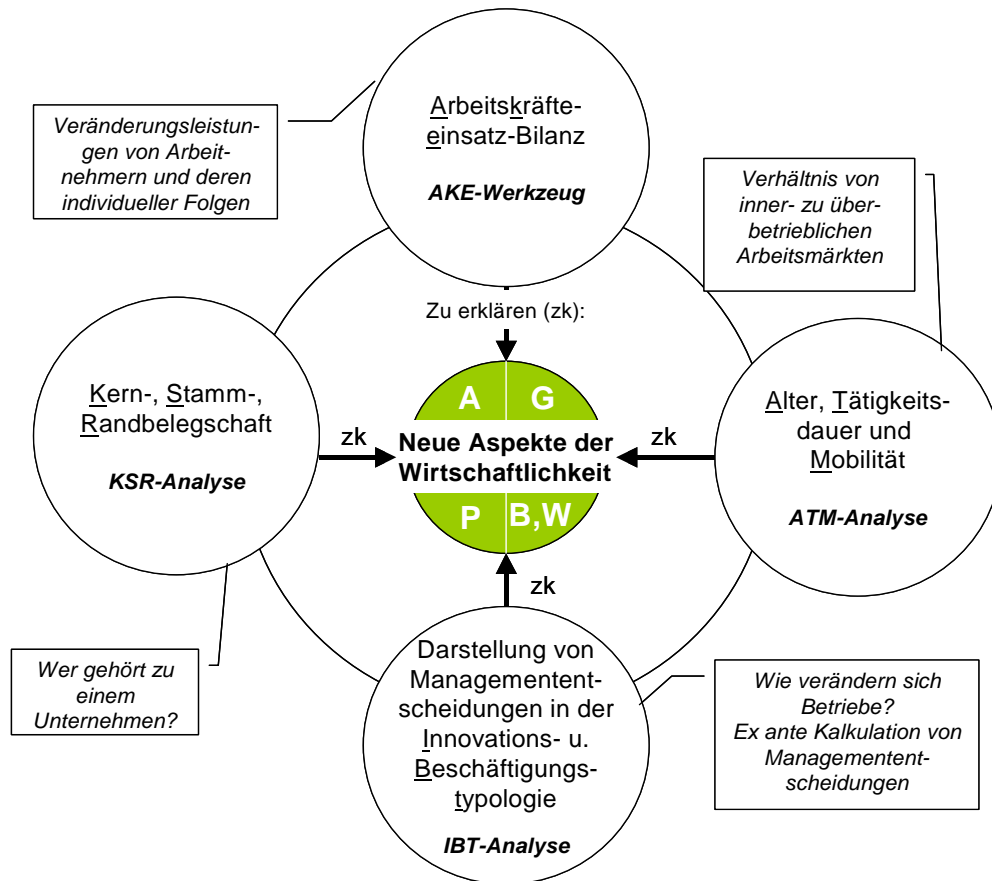 Arbeitskräfte-
einsatz-Bilanz
AKE-Werkzeug
Veränderungsleistun-
gen von Arbeit-
nehmern und deren
individueller Folgen
Verhältnis von
inner- zu über-
betrieblichen
Arbeitsmärkten
Zu erklären (zk):
Kern-, Stamm-,
Randbelegschaft
KSR-Analyse
zk
A G
Neue Aspekte der
Wirtschaftlichkeit
P B,W
zk
Alter, Tätigkeits-
dauer und
Mobilität
ATM-Analyse
zk
Darstellung von
Managementent-
scheidungen in der
Innovations- u.
Beschäftigungs-
typologie
IBT-Analyse
Wer gehört zu
einem
Unternehmen?
Wie verändern sich
Betriebe?
Ex ante Kalkulation von
Managementent-
scheidungen